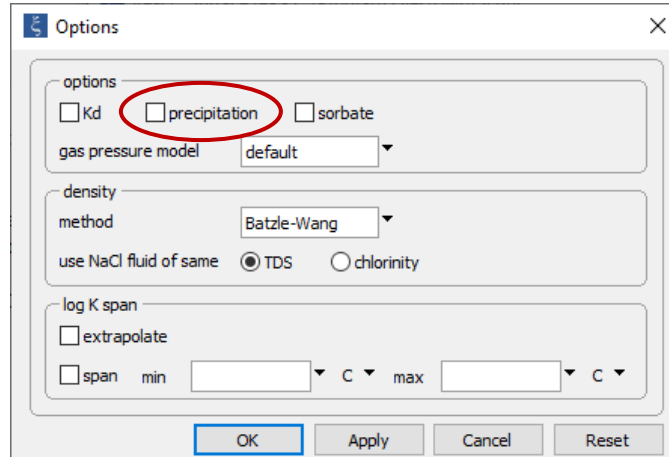 ξ Options
options
Kd precipitation sorbate
gas pressure model default
density
method Batzle-Wang
use NaCl fluid of same TDS chlorinity
log K span
extrapolate
span min C max C
OK Apply Cancel Reset